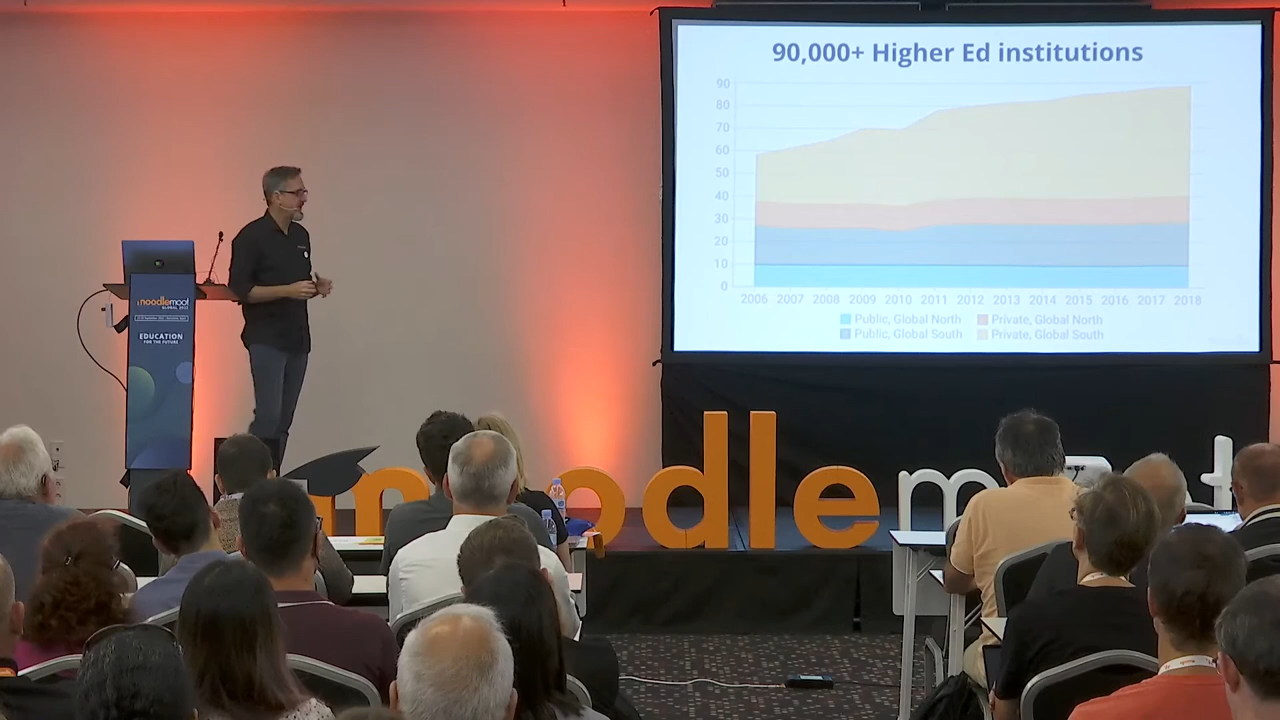 90,000+ Higher Ed institutions
90
80
70
60
50
40
30
20
10
0
2006 2007 2008 2009 2010 2011 2012 2013 2014 2015 2016 2017 2018
Public, Global North Private, Global North
Public, Global South Private, Global South
moodlemoot
GLOBAL 2022
EDUCATION
FOR THE FUTURE
moodle m t